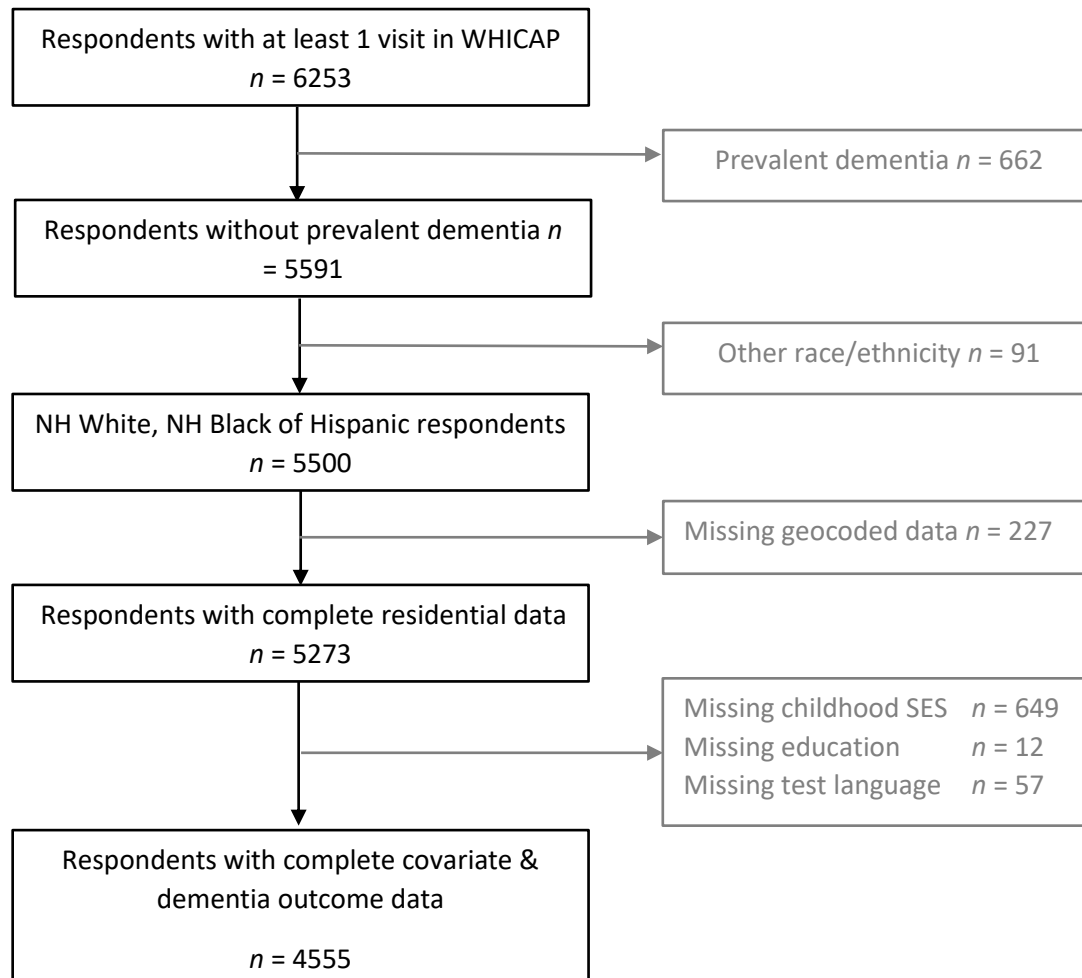 Respondents with at least 1 visit in WHICAP
n = 6253
Prevalent dementia n = 662
Respondents without prevalent dementia n
= 5591
Other race/ethnicity n = 91
NH White, NH Black of Hispanic respondents
n = 5500
Missing geocoded data n = 227
Respondents with complete residential data
n = 5273
Missing childhood SES n = 649
Missing education n = 12
Missing test language n = 57
Respondents with complete covariate &
dementia outcome data
n = 4555